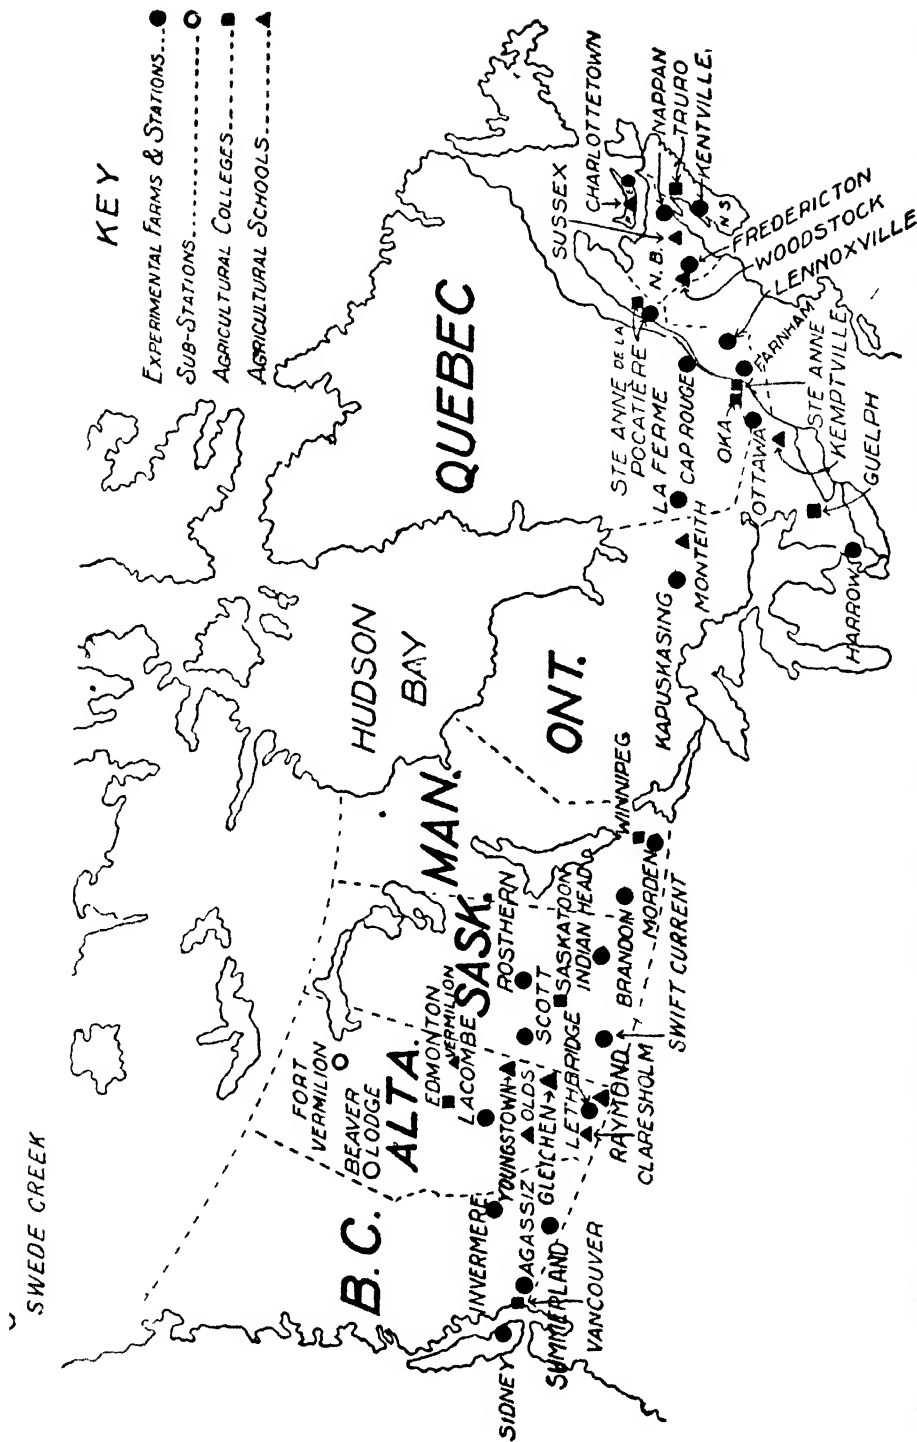 KEY
EXPERIMENTAL FARMS & STATIONS...
SUB-STATIONS...................
AGRICULTURAL COLLEGES.......
AGRICULTURAL SCHOOLS.........
SWEDE CREEK
FORT
VERMILION
BEAVER
LODGE
HUDSON
BAY
QUEBEC
B.C.
ALTA.
SASK.
MAN.
ONT.
EDMONTON
VERMILION
LACOMBE
INVERMERE
YOUNGSTOWN
OLDS
AGASSIZ
GLEICHEN
SIDNEY
SUMMERLAND
VANCOUVER
LETHBRIDGE
RAYMOND
CLARESHOLM
ROSTHERN
SCOTT
SASKATOON
INDIAN HEAD
BRANDON
SWIFT CURRENT
MORDEN
WINNIPEG
KAPUSKASING
MONTEITH
HARROW
GUELPH
KEMPTVILLE
OTTAWA
STE ANNE
OKA
FARNHAM
LA FERME
CAP ROUGE
STE ANNE DE LA
POCATIÈRE
LENNOXVILLE
WOODSTOCK
FREDERICTON
N.B.
SUSSEX
P.E.I.
CHARLOTTETOWN
NAPPAN
TRURO
KENTVILLE.
N S